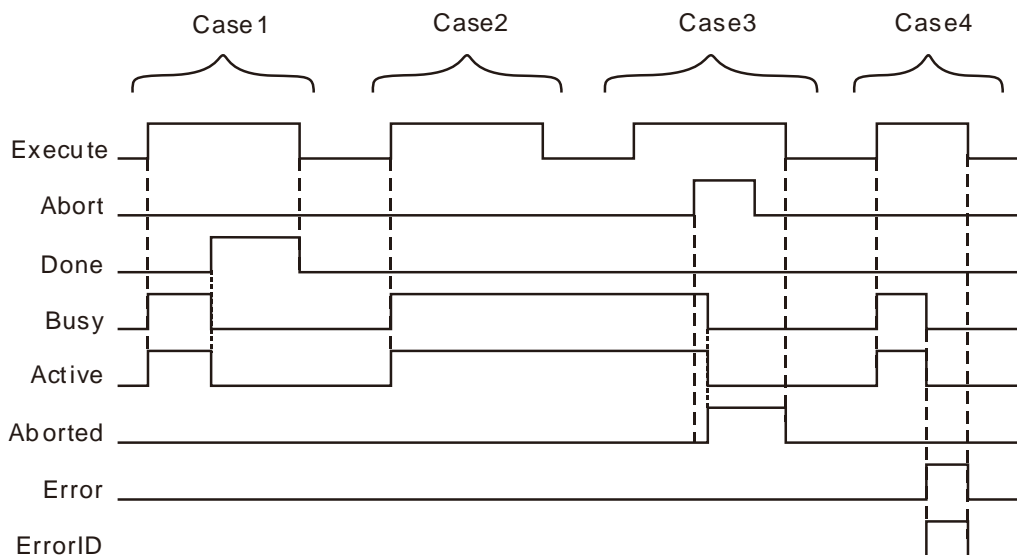 Case1 Case2 Case3 Case4
Execute
Abort
Done
Busy
Active
Aborted
Error
ErrorID